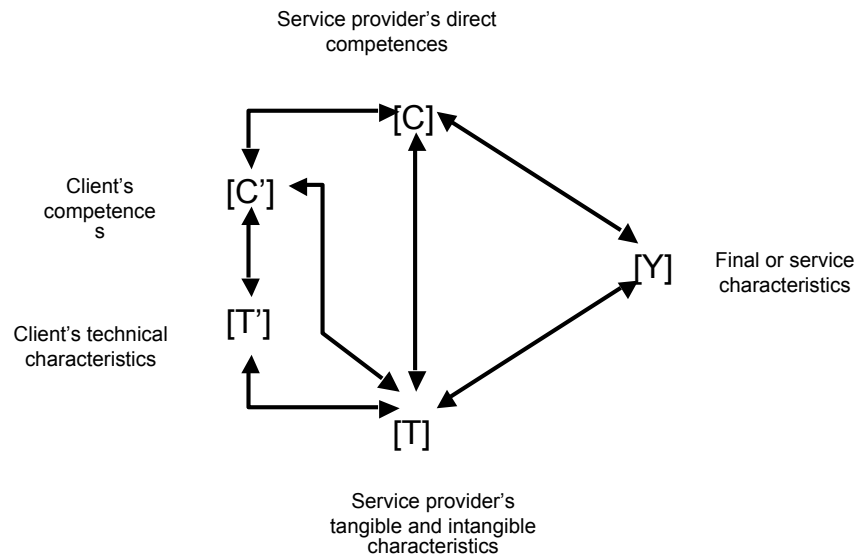 Service provider's direct
competences
[C]
Client's
competence
s
[C']
[Y]
Final or service
characteristics
Client's technical
characteristics
[T']
[T]
Service provider's
tangible and intangible
characteristics